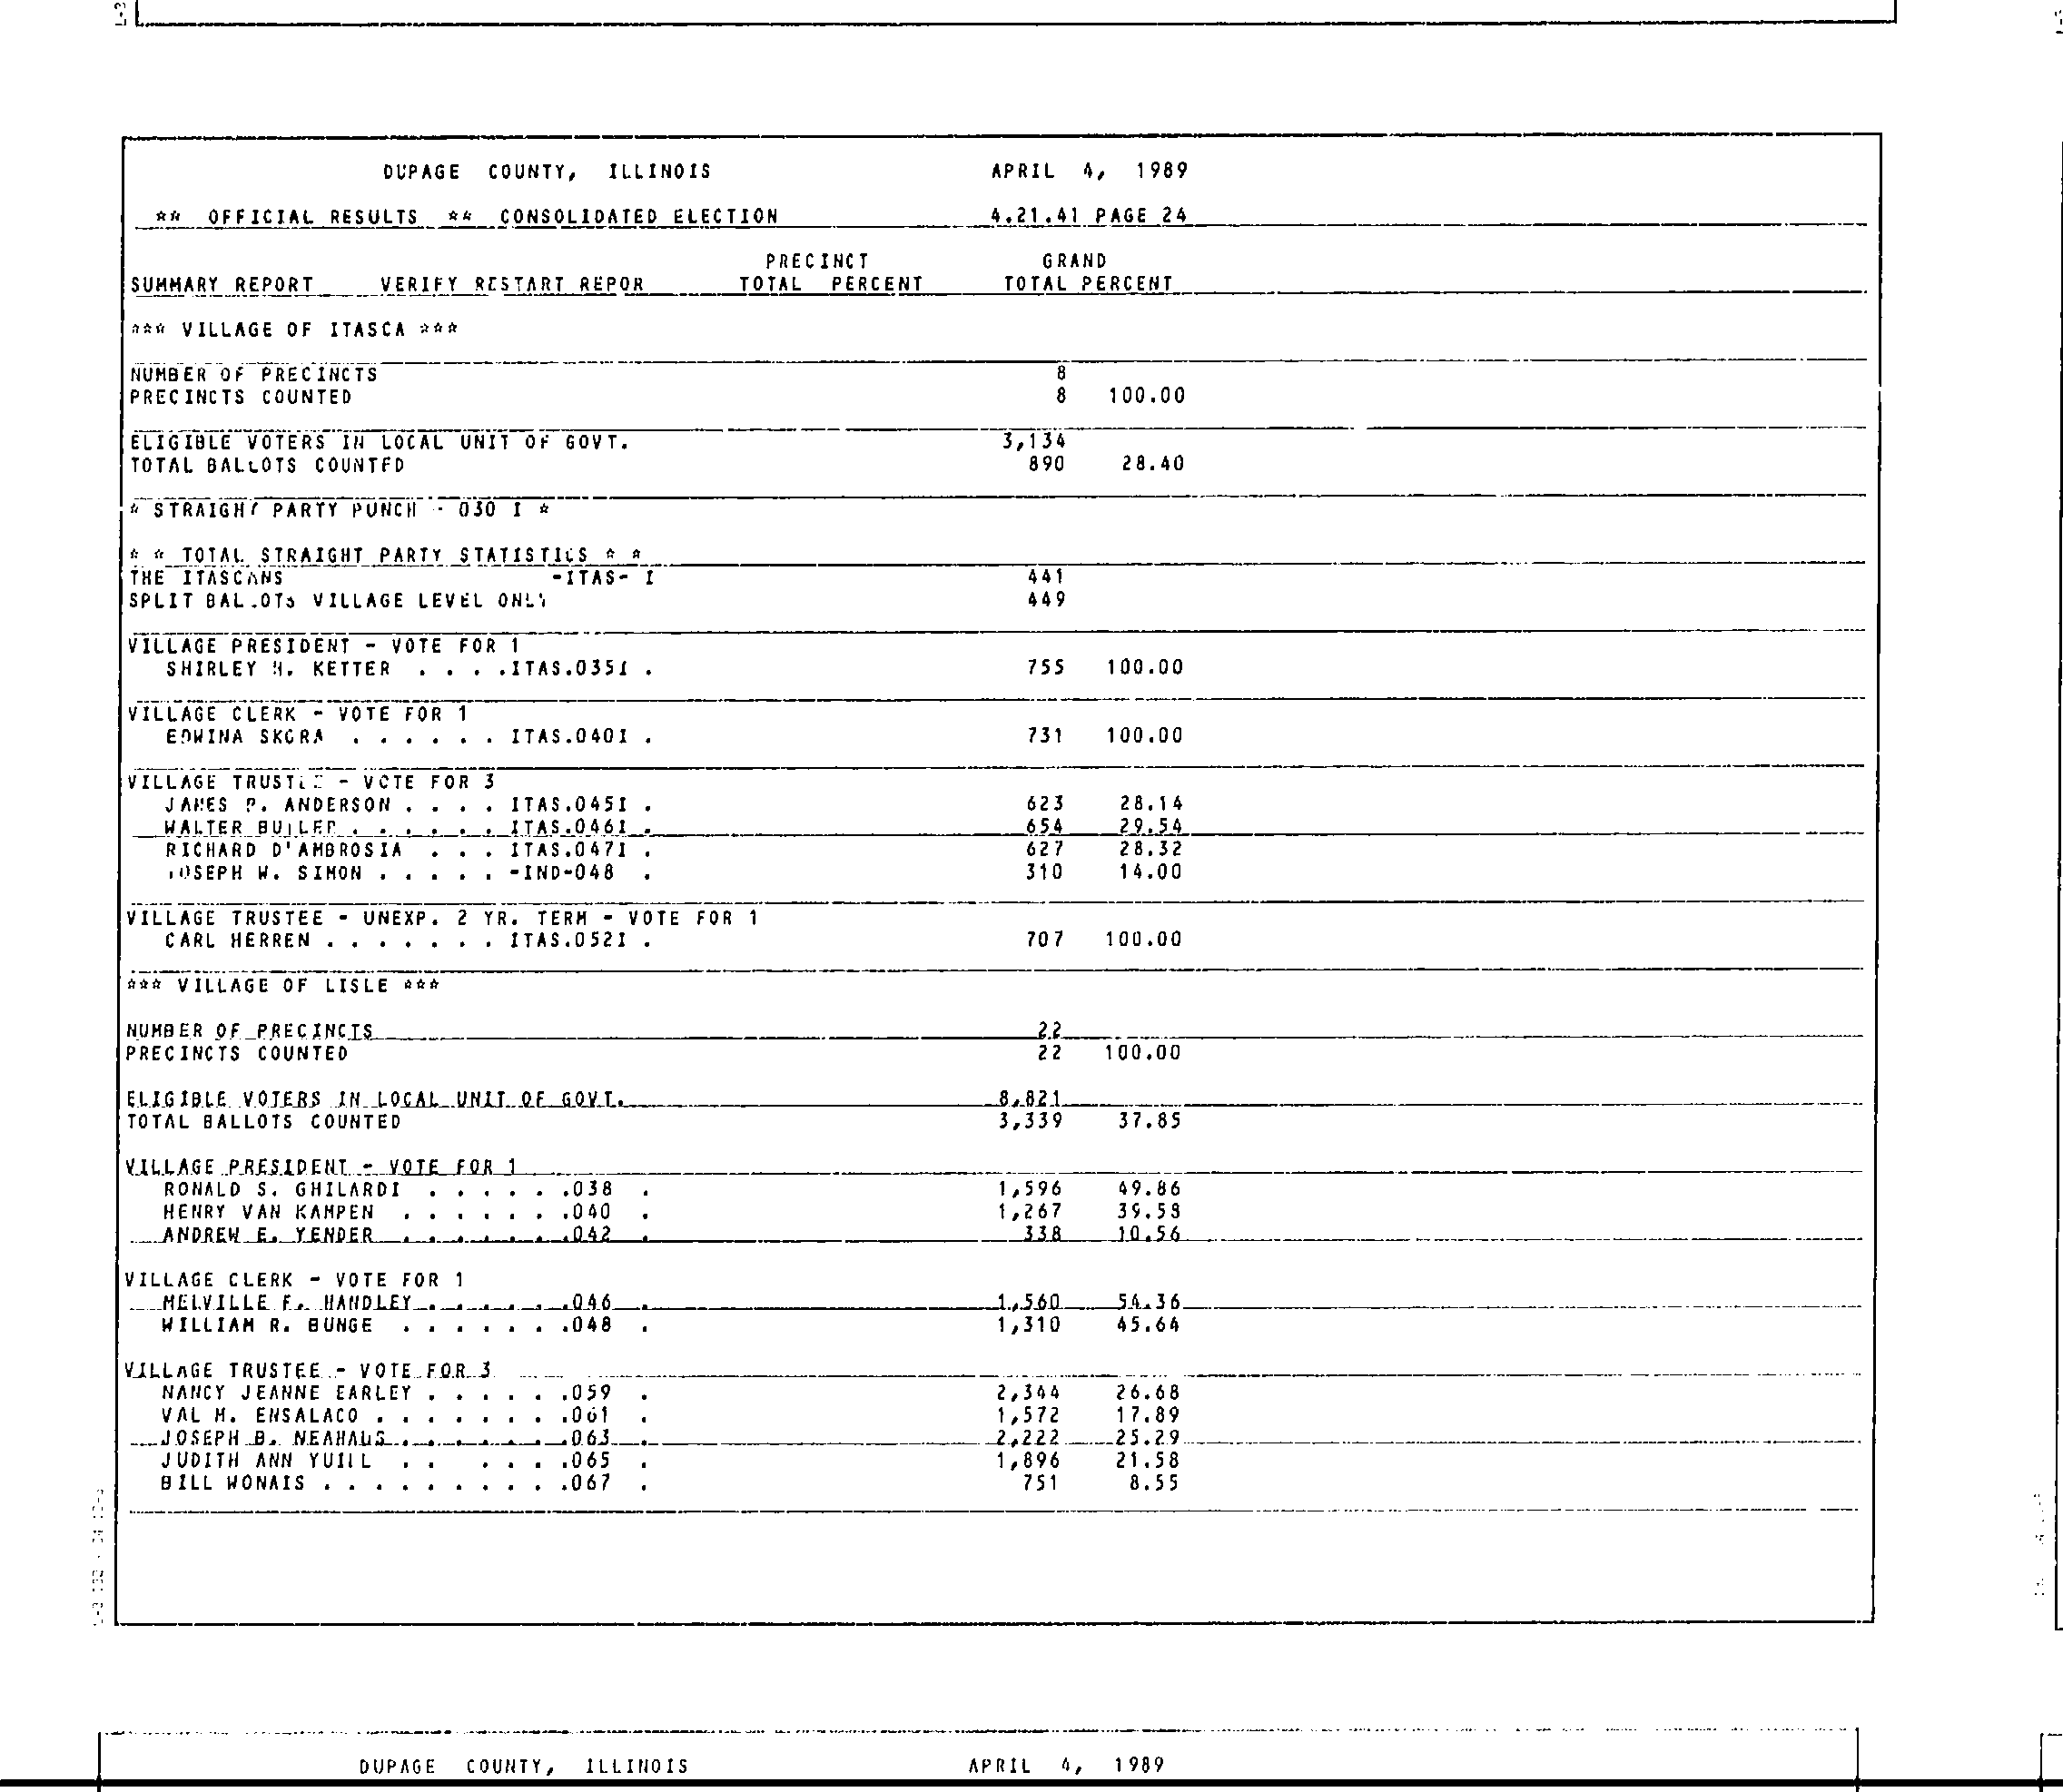 DUPAGE COUNTY, ILLINOIS APRIL 4, 1989
** OFFICIAL RESULTS ** CONSOLIDATED ELECTION 4.21.41 PAGE 24
PRECINCT GRAND
SUMMARY REPORT VERIFY RESTART REPOR TOTAL PERCENT TOTAL PERCENT
*** VILLAGE OF ITASCA ***
NUMBER OF PRECINCTS 8
PRECINCTS COUNTED 8 100.00
ELIGIBLE VOTERS IN LOCAL UNIT OF GOVT. 3,134
TOTAL BALLOTS COUNTED 890 28.40
* STRAIGHT PARTY PUNCH - 030 I *
* * TOTAL STRAIGHT PARTY STATISTICS * *
THE ITASCANS -ITAS- I 441
SPLIT BALLOTS VILLAGE LEVEL ONLY 449
VILLAGE PRESIDENT - VOTE FOR 1
SHIRLEY H. KETTER . . . .ITAS.035I . 755 100.00
VILLAGE CLERK - VOTE FOR 1
EDWINA SKORA . . . . . . ITAS.040I . 731 100.00
VILLAGE TRUSTEE - VOTE FOR 3
JAMES P. ANDERSON . . . . ITAS.045I . 623 28.14
WALTER . . . . . . ITAS.046I . 654 29.54
RICHARD D'AMBROSIA . . . ITAS.047I . 627 28.32
JOSEPH W. SIMON . . . . . -IND-048 . 310 14.00
VILLAGE TRUSTEE - UNEXP. 2 YR. TERM - VOTE FOR 1
CARL HERREN . . . . . . . ITAS.052I . 707 100.00
*** VILLAGE OF LISLE ***
NUMBER OF PRECINCTS 22
PRECINCTS COUNTED 22 100.00
ELIGIBLE VOTERS IN LOCAL UNIT OF GOVT. 8,821
TOTAL BALLOTS COUNTED 3,339 37.85
VILLAGE PRESIDENT - VOTE FOR 1
RONALD S. GHILARDI . . . . . .038 . 1,596 49.86
HENRY VAN KAMPEN . . . . . . .040 . 1,267 39.58
ANDREW E. YENDER . . . . . . .042 . 338 10.56
VILLAGE CLERK - VOTE FOR 1
MELVILLE F. HANDLEY . . . . . .046 . 1,560 54.36
WILLIAM R. BUNGE . . . . . . .048 . 1,310 45.64
VILLAGE TRUSTEE - VOTE FOR 3
NANCY JEANNE EARLEY . . . . . .059 . 2,344 26.68
VAL M. ENSALACO . . . . . . . .061 . 1,572 17.89
JOSEPH B. NEAHAUS . . . . . . .063 . 2,222 25.29
JUDITH ANN YUILL . . . . . .065 . 1,896 21.58
BILL WONAIS . . . . . . . . . .067 . 751 8.55
DUPAGE COUNTY, ILLINOIS APRIL 4, 1989